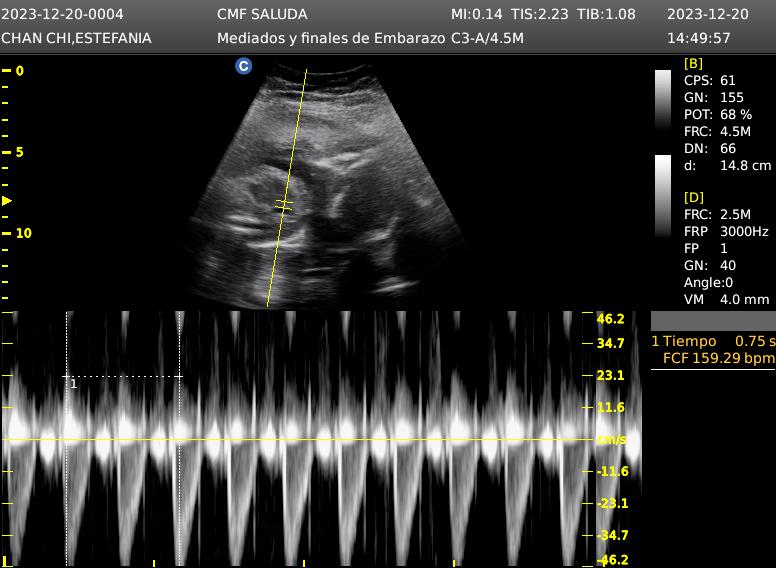 2023-12-20-0004 CMF SALUDA MI:0.14 TIS:2.23 TIB:1.08 2023-12-20
CHAN CHI,ESTEFANIA Mediados y finales de Embarazo C3-A/4.5M 14:49:57
C
0
5
10
[B]
CPS: 61
GN: 155
POT: 68 %
FRC: 4.5M
DN: 66
d: 14.8 cm
[D]
FRC: 2.5M
FRP 3000Hz
FP 1
GN: 40
Angle:0
VM 4.0 mm
1
46.2
34.7
23.1
11.6
cm/s
-11.6
-23.1
-34.7
-46.2
1 Tiempo 0.75 s
FCF 159.29 bpm